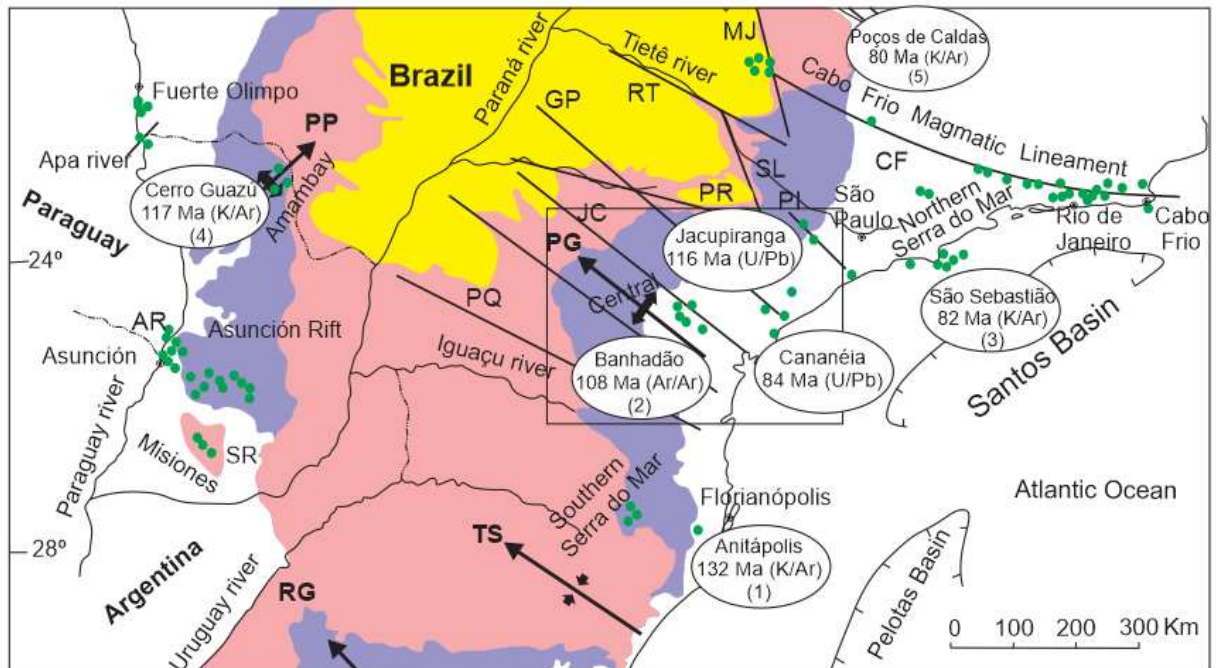 MJ
Poços de Caldas
80 Ma (K/Ar)
(5)
Tietê river
Paranà river
Brazil
Cabo Frio Magmatic Lineament
Fuerte Olimpo
GP
RT
PP
Apa river
SL
CF
Cerro Guazú
117 Ma (K/Ar)
(4)
Amambay
PR
PI
São
Paulo
Northern
Serra do Mar
Rio de
Janeiro
Cabo
Frio
Paraguay
JC
PG
Jacupiranga
116 Ma (U/Pb)
24º
Central
PQ
São Sebastião
82 Ma (K/Ar)
(3)
AR
Asunción Rift
Asunción
Iguaçu river
Banhadão
108 Ma (Ar/Ar)
(2)
Cananéia
84 Ma (U/Pb)
Santos Basin
Paraguay river
SR
Misiones
Southern
Serra do Mar
Florianópolis
Atlantic Ocean
28º
TS
Anitápolis
132 Ma (K/Ar)
(1)
Argentina
Uruguay river
RG
Pelotas Basin
0 100 200 300 Km